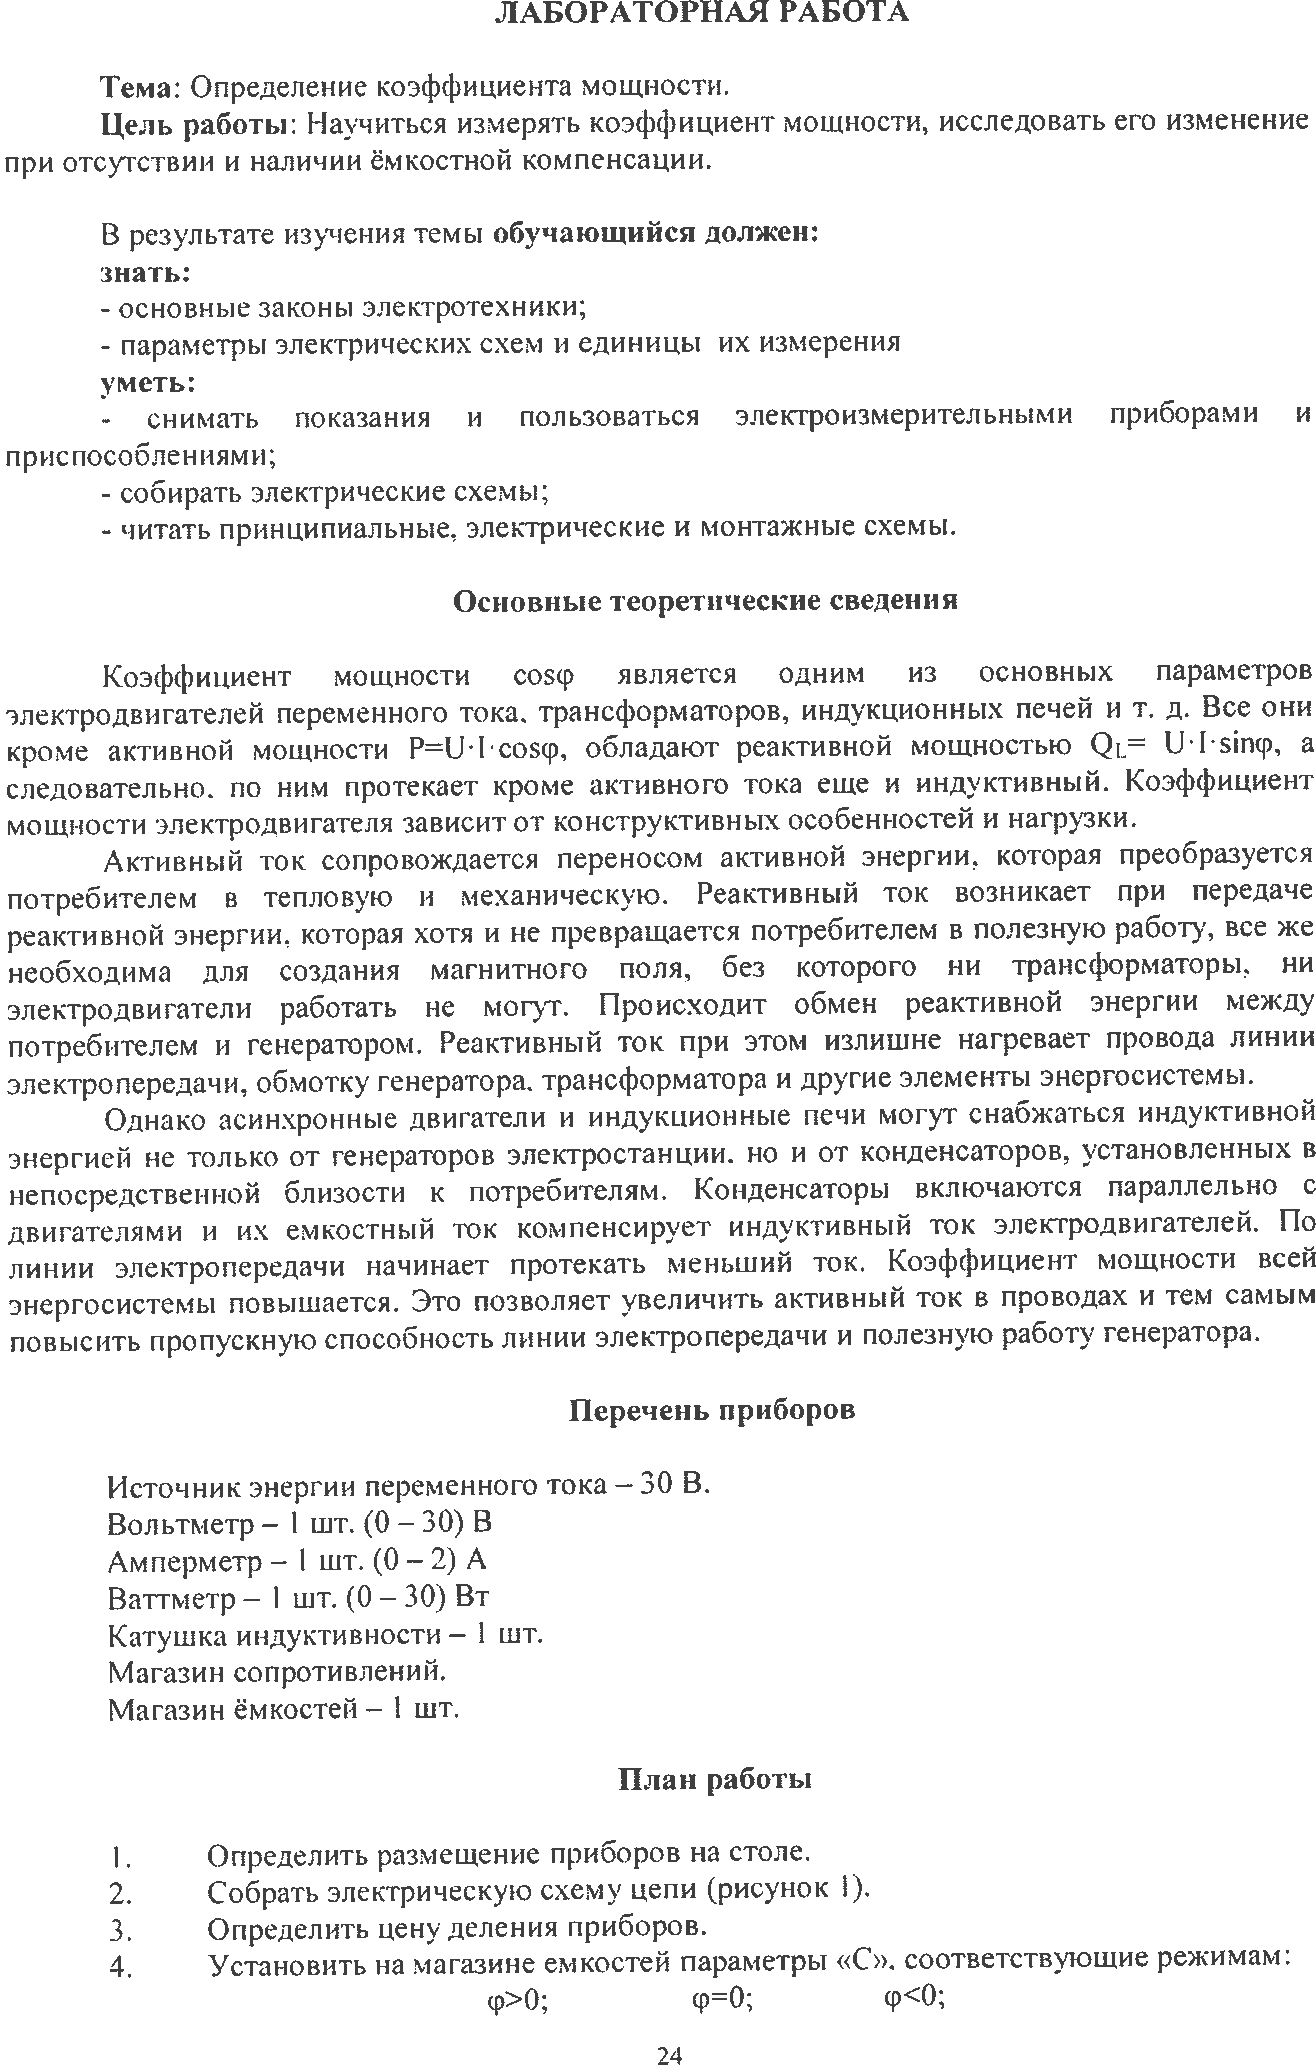 ЛАБОРАТОРНАЯ РАБОТА
Тема: Определение коэффициента мощности.
Цель работы: Научиться измерять коэффициент мощности, исследовать его изменение
при отсутствии и наличии ёмкостной компенсации.
В результате изучения темы обучающийся должен:
знать:
- основные законы электротехники;
- параметры электрических схем и единицы их измерения
уметь:
- снимать показания и пользоваться электроизмерительными приборами и
приспособлениями;
- собирать электрические схемы;
- читать принципиальные, электрические и монтажные схемы.
Основные теоретические сведения
Коэффициент мощности cosφ является одним из основных параметров
электродвигателей переменного тока, трансформаторов, индукционных печей и т. д. Все они
кроме активной мощности P=U·I·cosφ, обладают реактивной мощностью QL= U·I·sinφ, а
следовательно, по ним протекает кроме активного тока еще и индуктивный. Коэффициент
мощности электродвигателя зависит от конструктивных особенностей и нагрузки.
Активный ток сопровождается переносом активной энергии, которая преобразуется
потребителем в тепловую и механическую. Реактивный ток возникает при передаче
реактивной энергии, которая хотя и не превращается потребителем в полезную работу, все же
необходима для создания магнитного поля, без которого ни трансформаторы, ни
электродвигатели работать не могут. Происходит обмен реактивной энергии между
потребителем и генератором. Реактивный ток при этом излишне нагревает провода линии
электропередачи, обмотку генератора, трансформатора и другие элементы энергосистемы.
Однако асинхронные двигатели и индукционные печи могут снабжаться индуктивной
энергией не только от генераторов электростанции, но и от конденсаторов, установленных в
непосредственной близости к потребителям. Конденсаторы включаются параллельно с
двигателями и их емкостный ток компенсирует индуктивный ток электродвигателей. По
линии электропередачи начинает протекать меньший ток. Коэффициент мощности всей
энергосистемы повышается. Это позволяет увеличить активный ток в проводах и тем самым
повысить пропускную способность линии электропередачи и полезную работу генератора.
Перечень приборов
Источник энергии переменного тока – 30 В.
Вольтметр – 1 шт. (0 – 30) В
Амперметр – 1 шт. (0 – 2) А
Ваттметр – 1 шт. (0 – 30) Вт
Катушка индуктивности – 1 шт.
Магазин сопротивлений.
Магазин ёмкостей – 1 шт.
План работы
1. Определить размещение приборов на столе.
2. Собрать электрическую схему цепи (рисунок 1).
3. Определить цену деления приборов.
4. Установить на магазине емкостей параметры «С», соответствующие режимам:
φ>0; φ=0; φ<0;
24